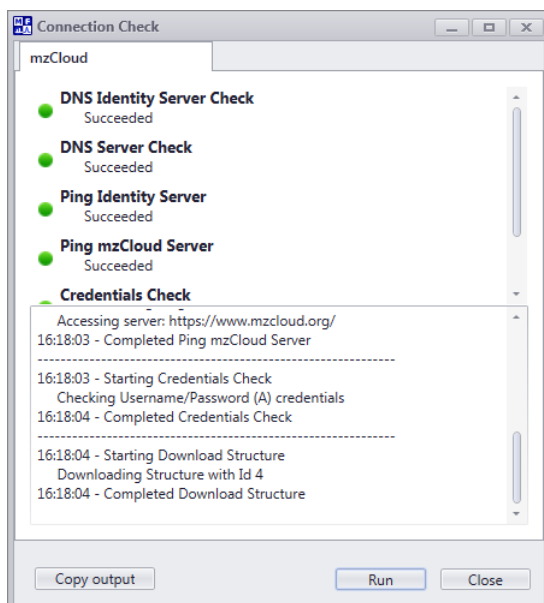 Connection Check
mzCloud
DNS Identity Server Check
Succeeded
DNS Server Check
Succeeded
Ping Identity Server
Succeeded
Ping mzCloud Server
Succeeded
Credentials Check
Accessing server: https://www.mzcloud.org/
16:18:03 - Completed Ping mzCloud Server
------------------------------------------------------------
16:18:03 - Starting Credentials Check
Checking Username/Password (A) credentials
16:18:04 - Completed Credentials Check
------------------------------------------------------------
16:18:04 - Starting Download Structure
Downloading Structure with Id 4
16:18:04 - Completed Download Structure
Copy output
Run
Close